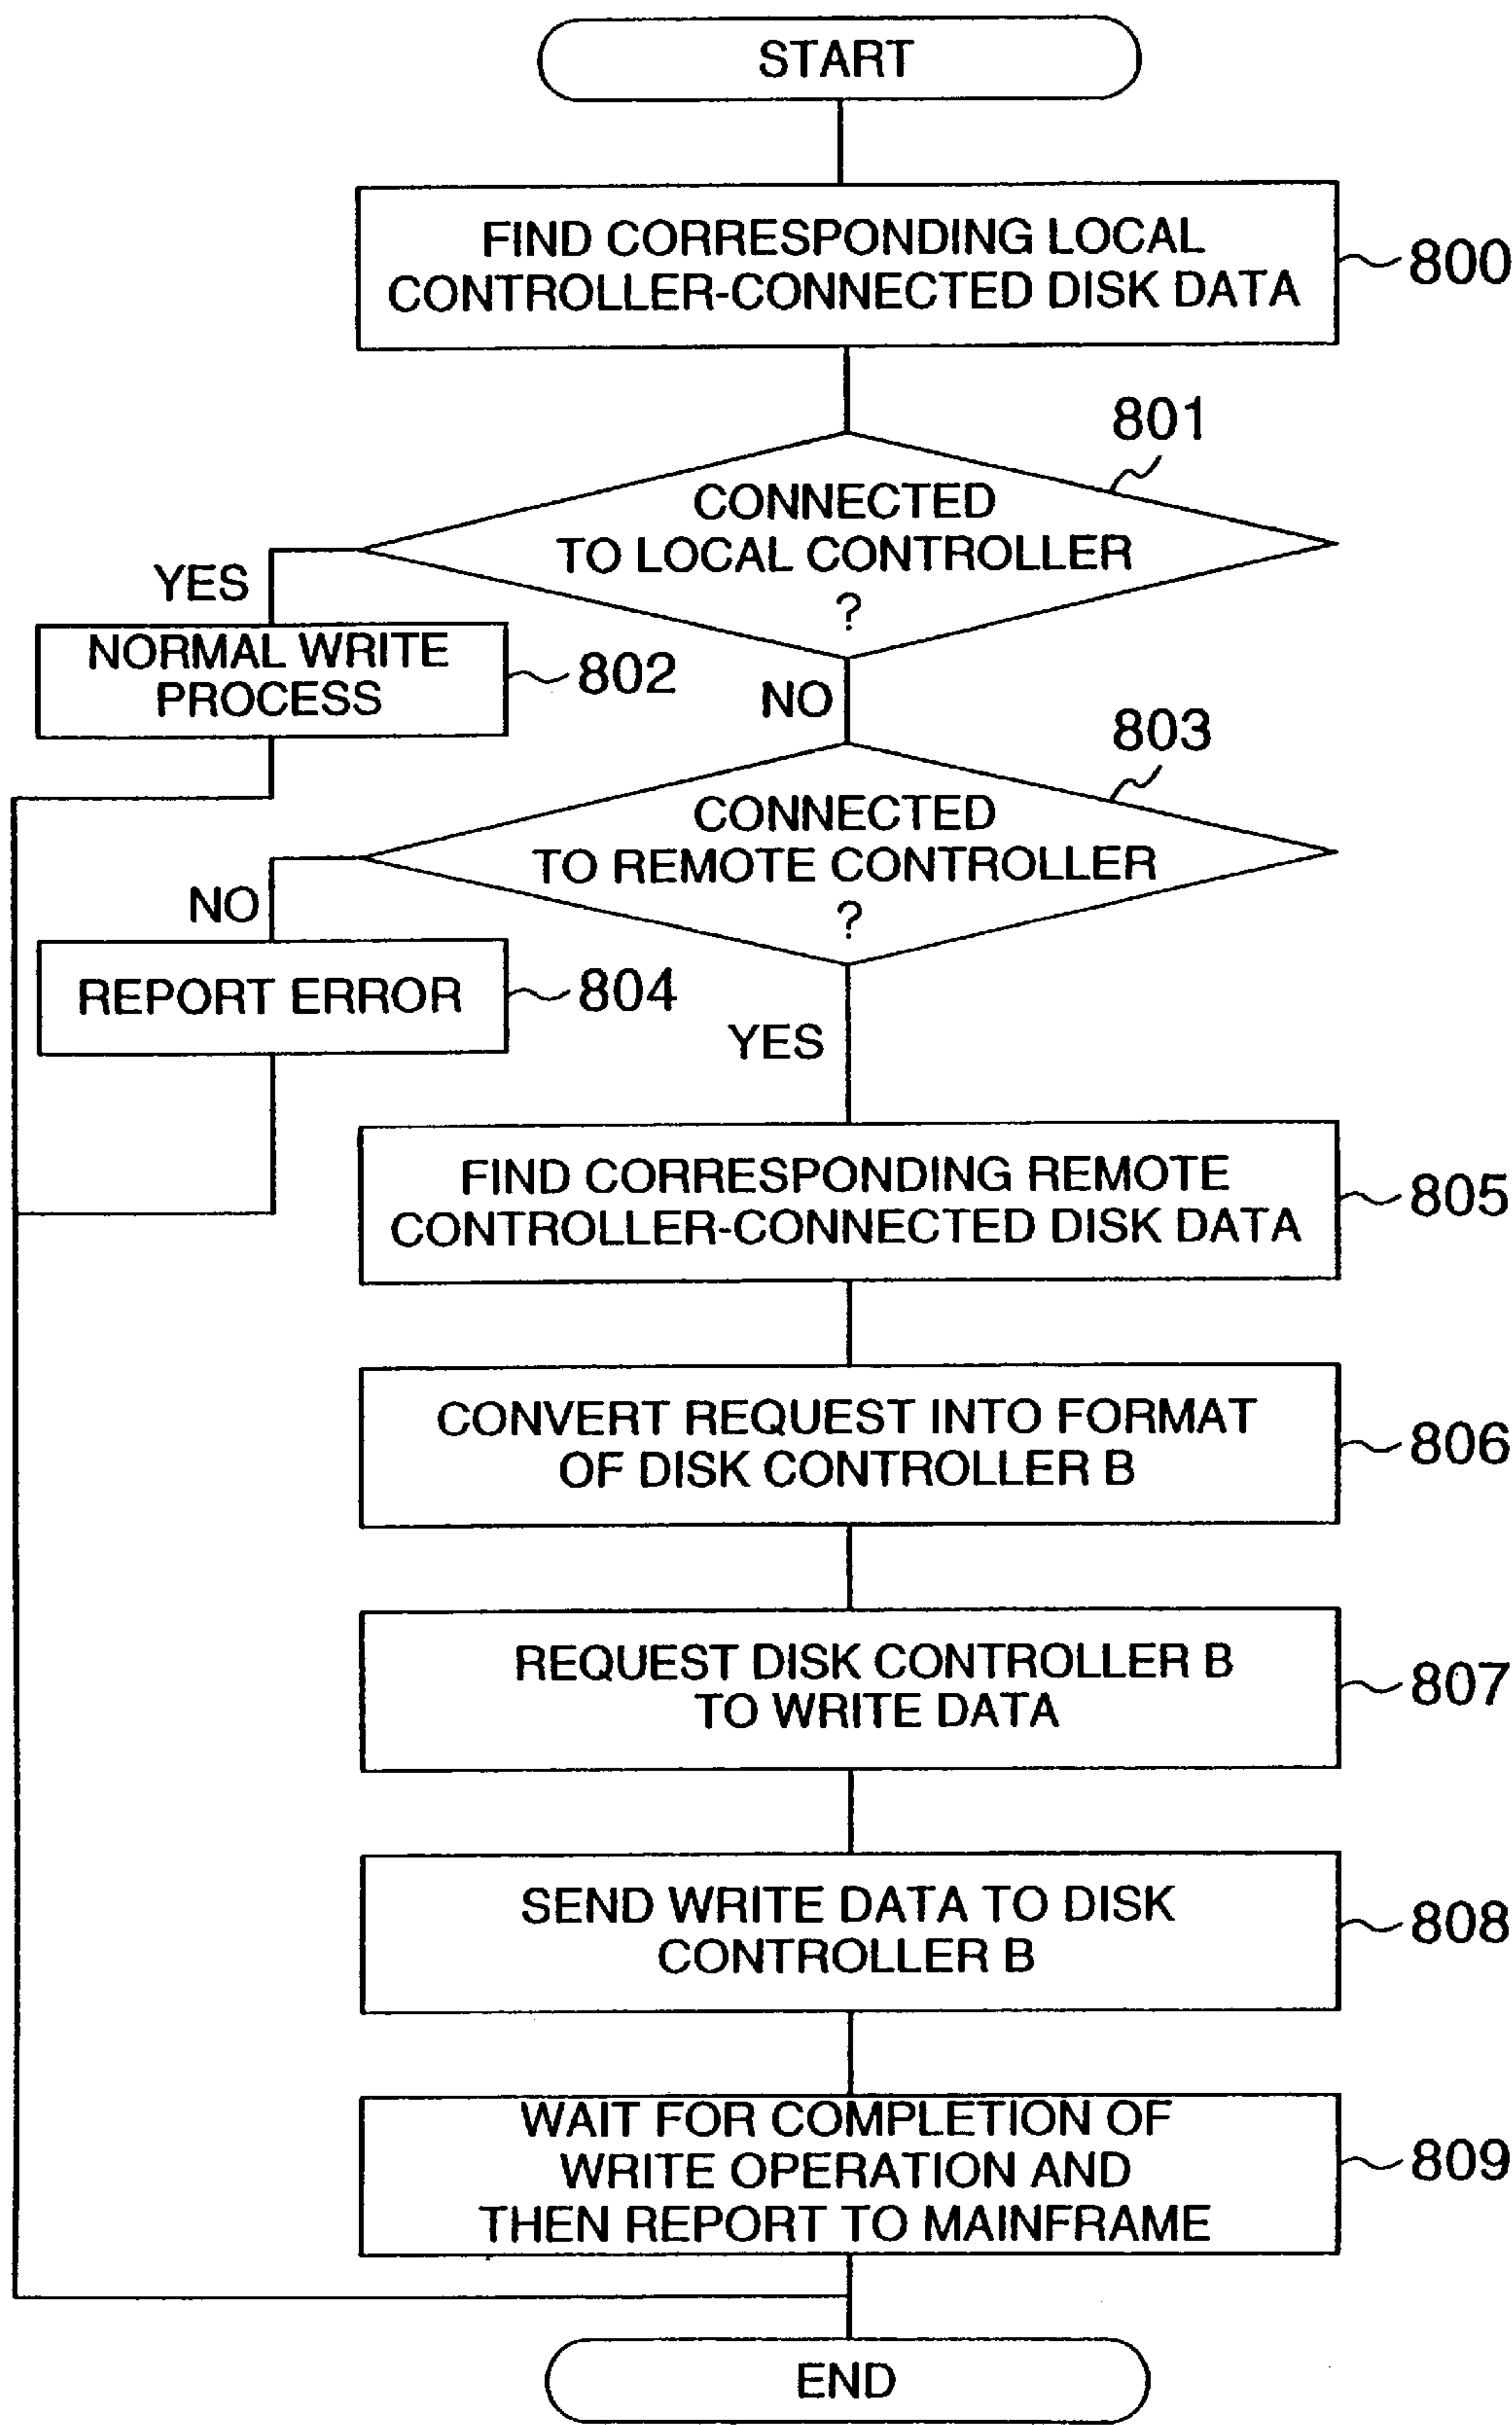 START
FIND CORRESPONDING LOCAL
CONTROLLER-CONNECTED DISK DATA
800
801
CONNECTED
TO LOCAL CONTROLLER
?
YES
NORMAL WRITE
PROCESS
802
NO
803
CONNECTED
TO REMOTE CONTROLLER
?
NO
REPORT ERROR
804
YES
FIND CORRESPONDING REMOTE
CONTROLLER-CONNECTED DISK DATA
805
CONVERT REQUEST INTO FORMAT
OF DISK CONTROLLER B
806
REQUEST DISK CONTROLLER B
TO WRITE DATA
807
SEND WRITE DATA TO DISK
CONTROLLER B
808
WAIT FOR COMPLETION OF
WRITE OPERATION AND
THEN REPORT TO MAINFRAME
809
END